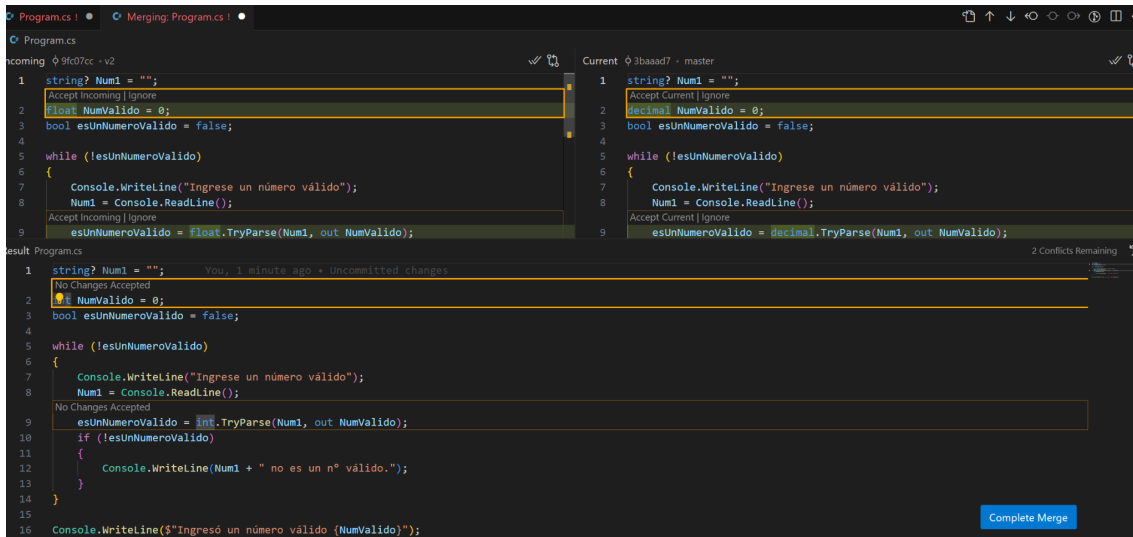 Program.cs ! ●
Merging: Program.cs ! ●
Program.cs
ncoming 9fc07cc • v2
Current 3baaad7 • master
1 string? Num1 = "";
Accept Incoming | Ignore
2 float NumValido = 0;
3 bool esUnNumeroValido = false;
4
5 while (!esUnNumeroValido)
6 {
7 Console.WriteLine("Ingrese un número válido");
8 Num1 = Console.ReadLine();
Accept Incoming | Ignore
9 esUnNumeroValido = float.TryParse(Num1, out NumValido);
1 string? Num1 = "";
Accept Current | Ignore
2 decimal NumValido = 0;
3 bool esUnNumeroValido = false;
4
5 while (!esUnNumeroValido)
6 {
7 Console.WriteLine("Ingrese un número válido");
8 Num1 = Console.ReadLine();
Accept Current | Ignore
9 esUnNumeroValido = decimal.TryParse(Num1, out NumValido);
Result Program.cs
2 Conflicts Remaining
1 string? Num1 = ""; You, 1 minute ago • Uncommitted changes
No Changes Accepted
2 t NumValido = 0;
3 bool esUnNumeroValido = false;
4
5 while (!esUnNumeroValido)
6 {
7 Console.WriteLine("Ingrese un número válido");
8 Num1 = Console.ReadLine();
No Changes Accepted
9 esUnNumeroValido = int.TryParse(Num1, out NumValido);
10 if (!esUnNumeroValido)
11 {
12 Console.WriteLine(Num1 + " no es un n° válido.");
13 }
14 }
15
16 Console.WriteLine($"Ingresó un número válido {NumValido}");
Complete Merge